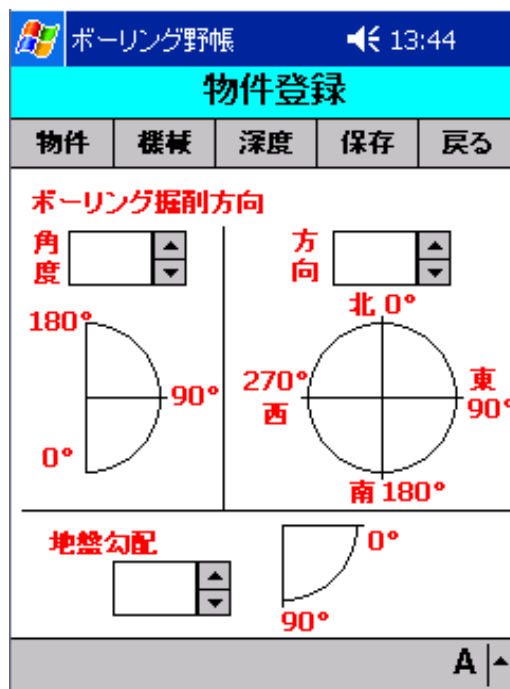 ボーリング野帳 13:44
物件登録
物件 機械 深度 保存 戻る
ボーリング掘削方向
角度
方向
北 0°
180°
90°
0°
270°
西
東
90°
南 180°
地盤勾配
0°
90°
A